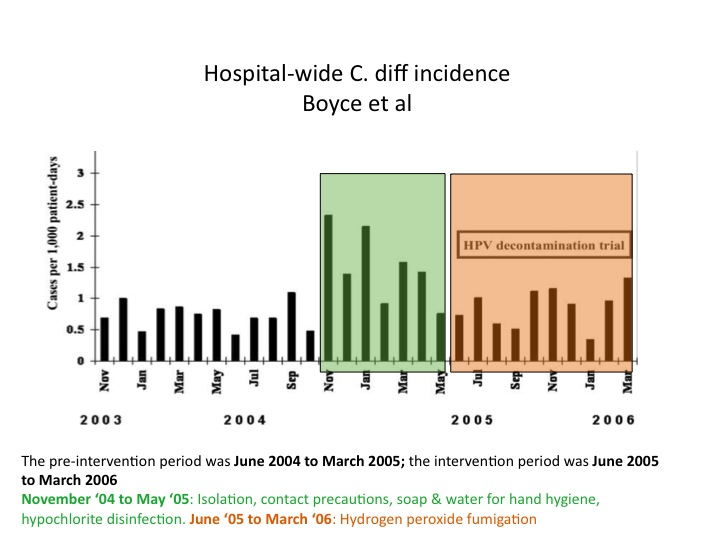 Hospital-wide C. diff incidence
Boyce et al
Cases per 1,000 patient-days
3
2.5
2
1.5
1
0.5
0
HPV decontamination trial
Nov Jan Mar May Jul Sep Nov Jan Mar May Jul Sep Nov Jan Mar
2003 2004 2005 2006
The pre-intervention period was June 2004 to March 2005; the intervention period was June 2005
to March 2006
November ‘04 to May ‘05: Isolation, contact precautions, soap & water for hand hygiene,
hypochlorite disinfection. June ‘05 to March ‘06: Hydrogen peroxide fumigation